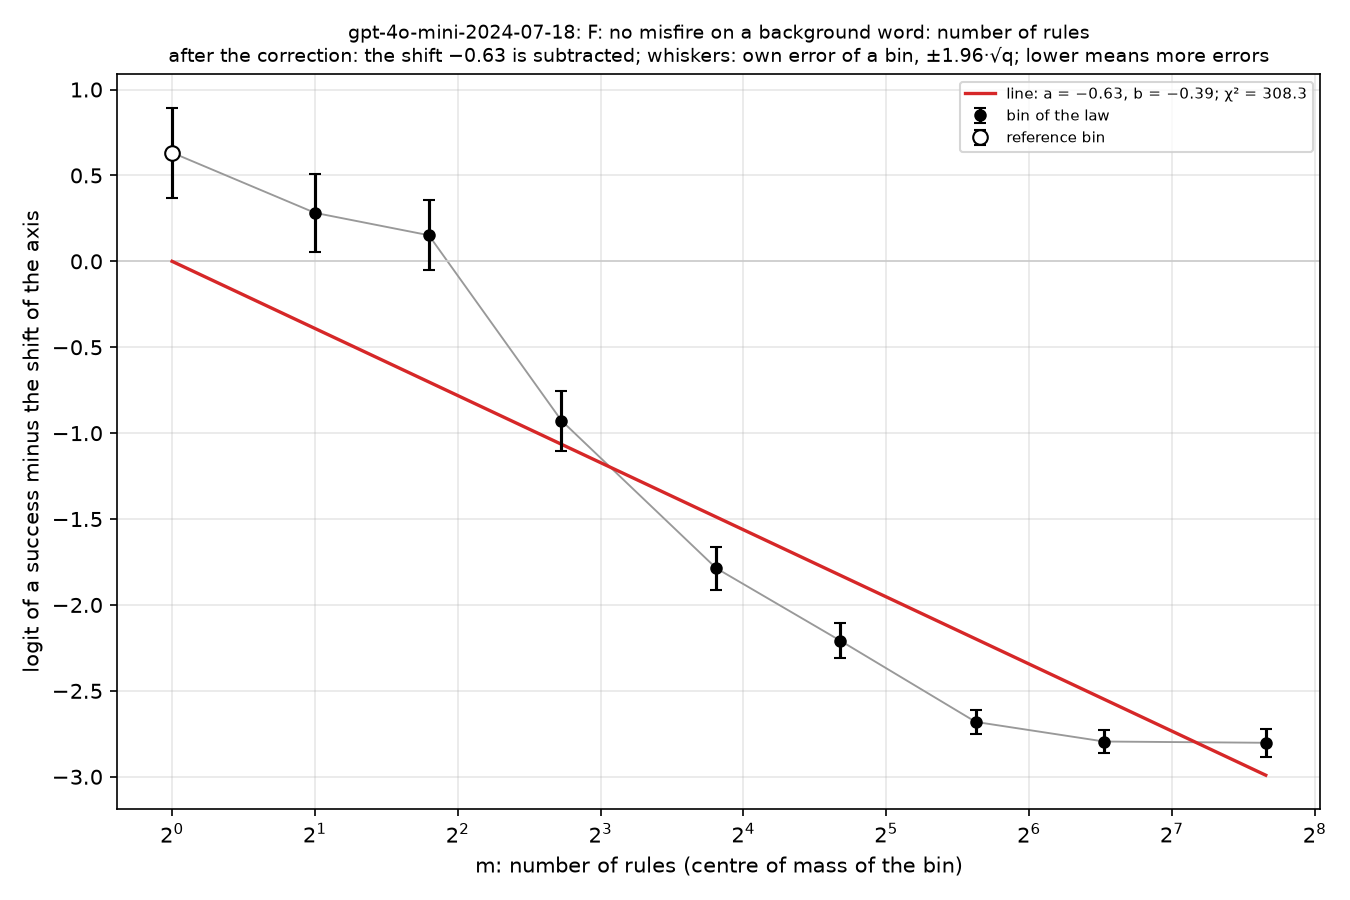 gpt-4o-mini-2024-07-18: F: no misfire on a background word: number of rules
after the correction: the shift −0.63 is subtracted; whiskers: own error of a bin, ±1.96·√q; lower means more errors
line: a = −0.63, b = −0.39; χ² = 308.3
bin of the law
reference bin
logit of a success minus the shift of the axis
1.0
0.5
0.0
−0.5
−1.0
−1.5
−2.0
−2.5
−3.0
2⁰ 2¹ 2² 2³ 2⁴ 2⁵ 2⁶ 2⁷ 2⁸
m: number of rules (centre of mass of the bin)